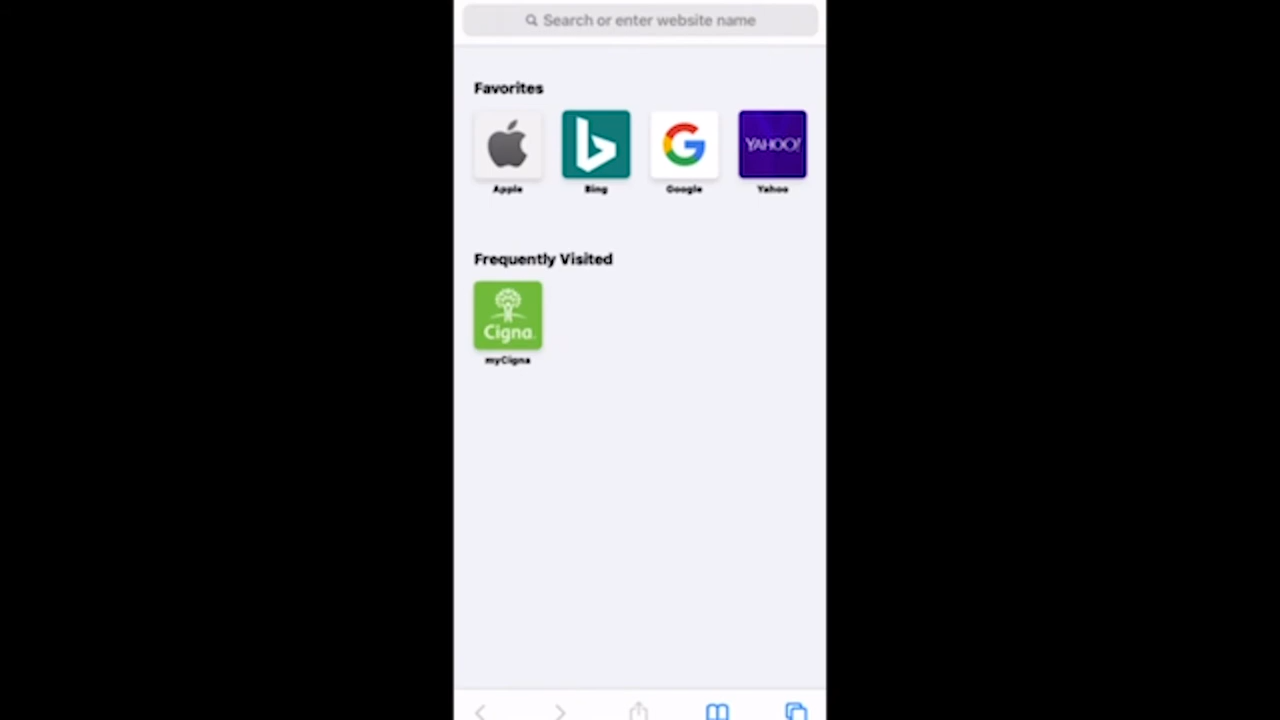 Search or enter website name
Favorites
YAHOO!
Apple Bing Google Yahoo
Frequently Visited
Cigna
myCigna